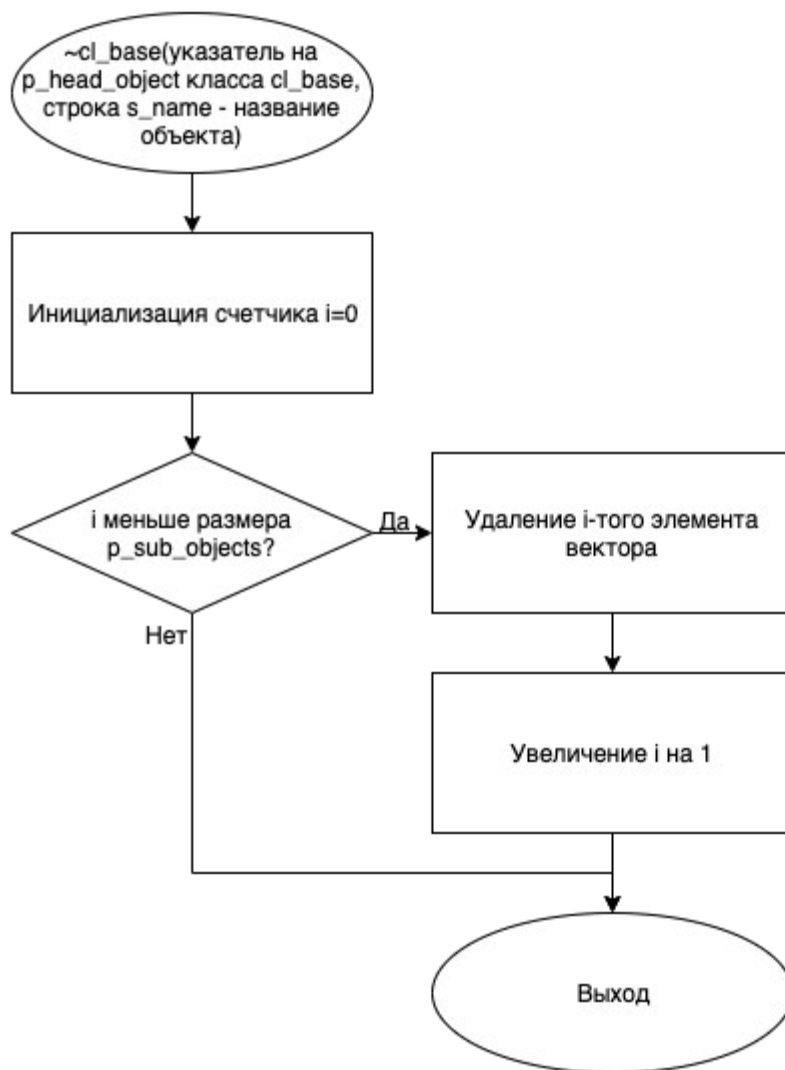 ~cl_base(указатель на
p_head_object класса cl_base,
строка s_name - название
объекта)
Инициализация счетчика i=0
i меньше размера
p_sub_objects?
Да
Удаление i-того элемента
вектора
Нет
Увеличение i на 1
Выход